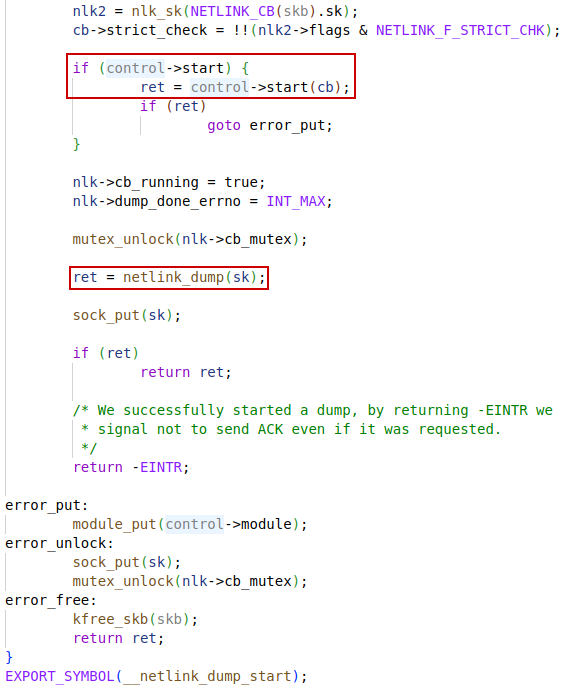 nlk2 = nlk_sk(NETLINK_CB(skb).sk);
cb->strict_check = !!(nlk2->flags & NETLINK_F_STRICT_CHK);
if (control->start) {
ret = control->start(cb);
if (ret)
goto error_put;
}
nlk->cb_running = true;
nlk->dump_done_errno = INT_MAX;
mutex_unlock(nlk->cb_mutex);
ret = netlink_dump(sk);
sock_put(sk);
if (ret)
return ret;
/* We successfully started a dump, by returning -EINTR we
* signal not to send ACK even if it was requested.
*/
return -EINTR;
error_put:
module_put(control->module);
error_unlock:
sock_put(sk);
mutex_unlock(nlk->cb_mutex);
error_free:
kfree_skb(skb);
return ret;
}
EXPORT_SYMBOL(__netlink_dump_start);